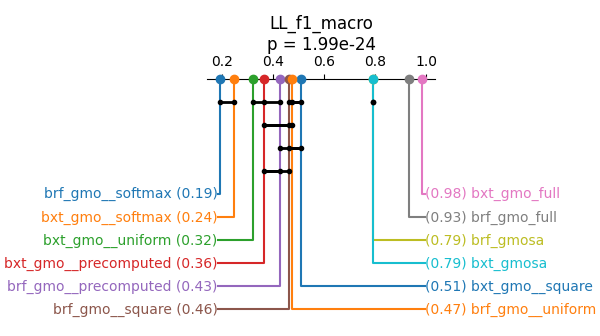 LL_f1_macro
p = 1.99e-24
0.2 0.4 0.6 0.8 1.0
brf_gmo__softmax (0.19) (0.98) bxt_gmo_full
bxt_gmo__softmax (0.24) (0.93) brf_gmo_full
bxt_gmo__uniform (0.32) (0.79) brf_gmosa
bxt_gmo__precomputed (0.36) (0.79) bxt_gmosa
brf_gmo__precomputed (0.43) (0.51) bxt_gmo__square
brf_gmo__square (0.46) (0.47) brf_gmo__uniform